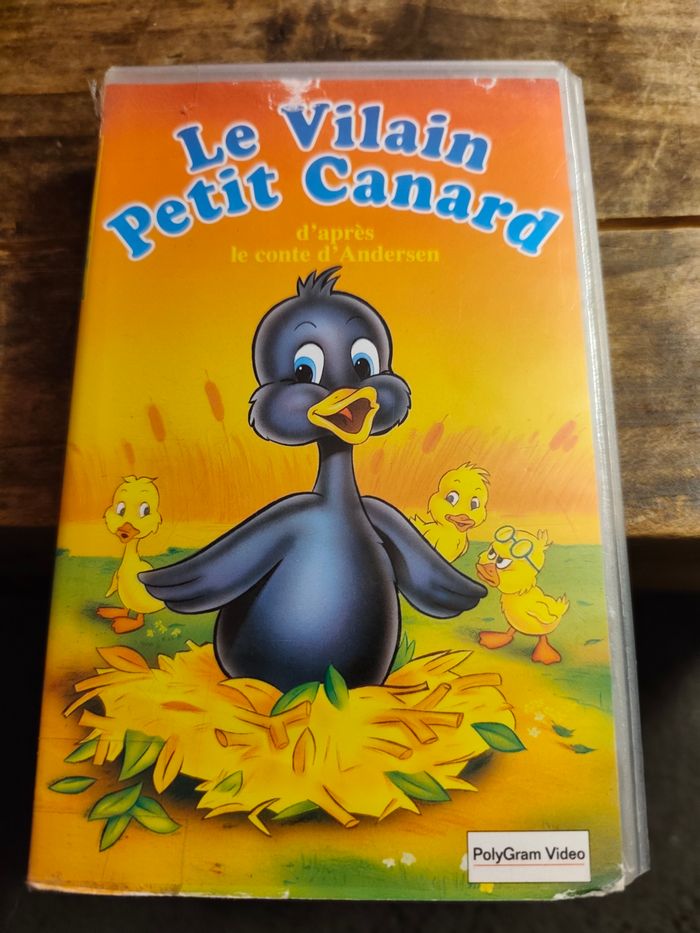 Le Vilain
Petit Canard
d'après
le conte d'Andersen
PolyGram Video